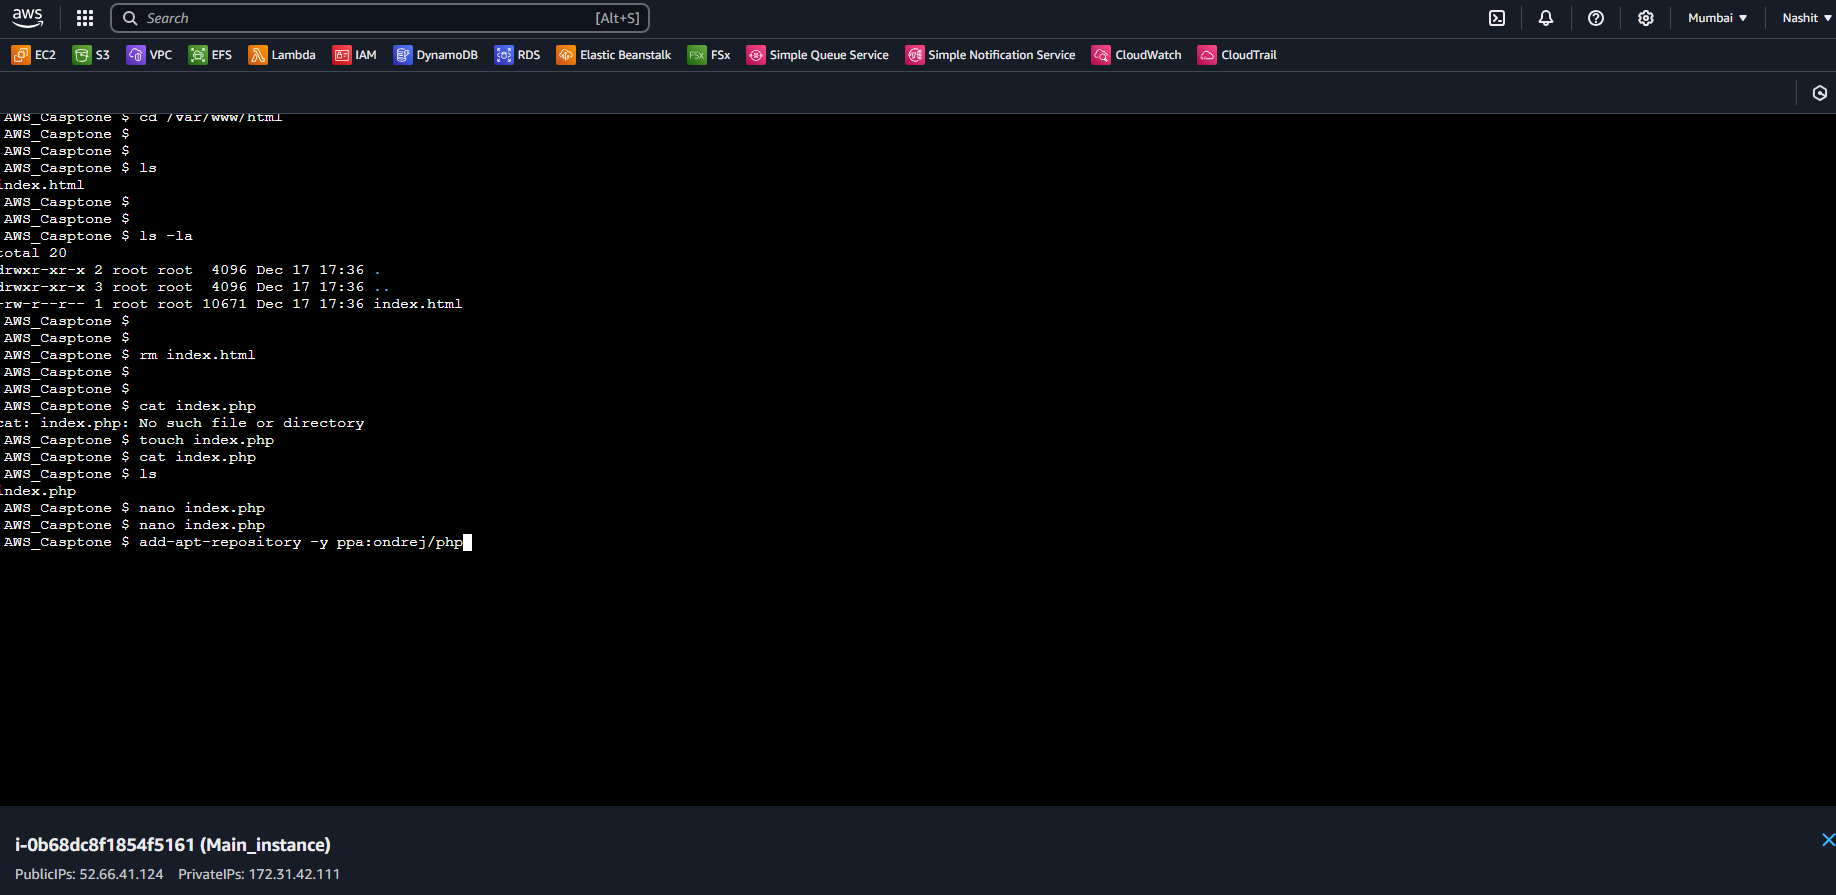 aws
Search [Alt+S] Mumbai Nashit
EC2 S3 VPC EFS Lambda IAM DynamoDB RDS Elastic Beanstalk FSx FSx Simple Queue Service Simple Notification Service CloudWatch CloudTrail
AWS_Casptone $ cd /var/www/html
AWS_Casptone $
AWS_Casptone $
AWS_Casptone $ ls
index.html
AWS_Casptone $
AWS_Casptone $
AWS_Casptone $ ls -la
total 20
drwxr-xr-x 2 root root  4096 Dec 17 17:36 .
drwxr-xr-x 3 root root  4096 Dec 17 17:36 ..
-rw-r--r-- 1 root root 10671 Dec 17 17:36 index.html
AWS_Casptone $
AWS_Casptone $
AWS_Casptone $ rm index.html
AWS_Casptone $
AWS_Casptone $
AWS_Casptone $ cat index.php
cat: index.php: No such file or directory
AWS_Casptone $ touch index.php
AWS_Casptone $ cat index.php
AWS_Casptone $ ls
index.php
AWS_Casptone $ nano index.php
AWS_Casptone $ nano index.php
AWS_Casptone $ add-apt-repository -y ppa:ondrej/php
i-0b68dc8f1854f5161 (Main_instance)
PublicIPs: 52.66.41.124 PrivateIPs: 172.31.42.111